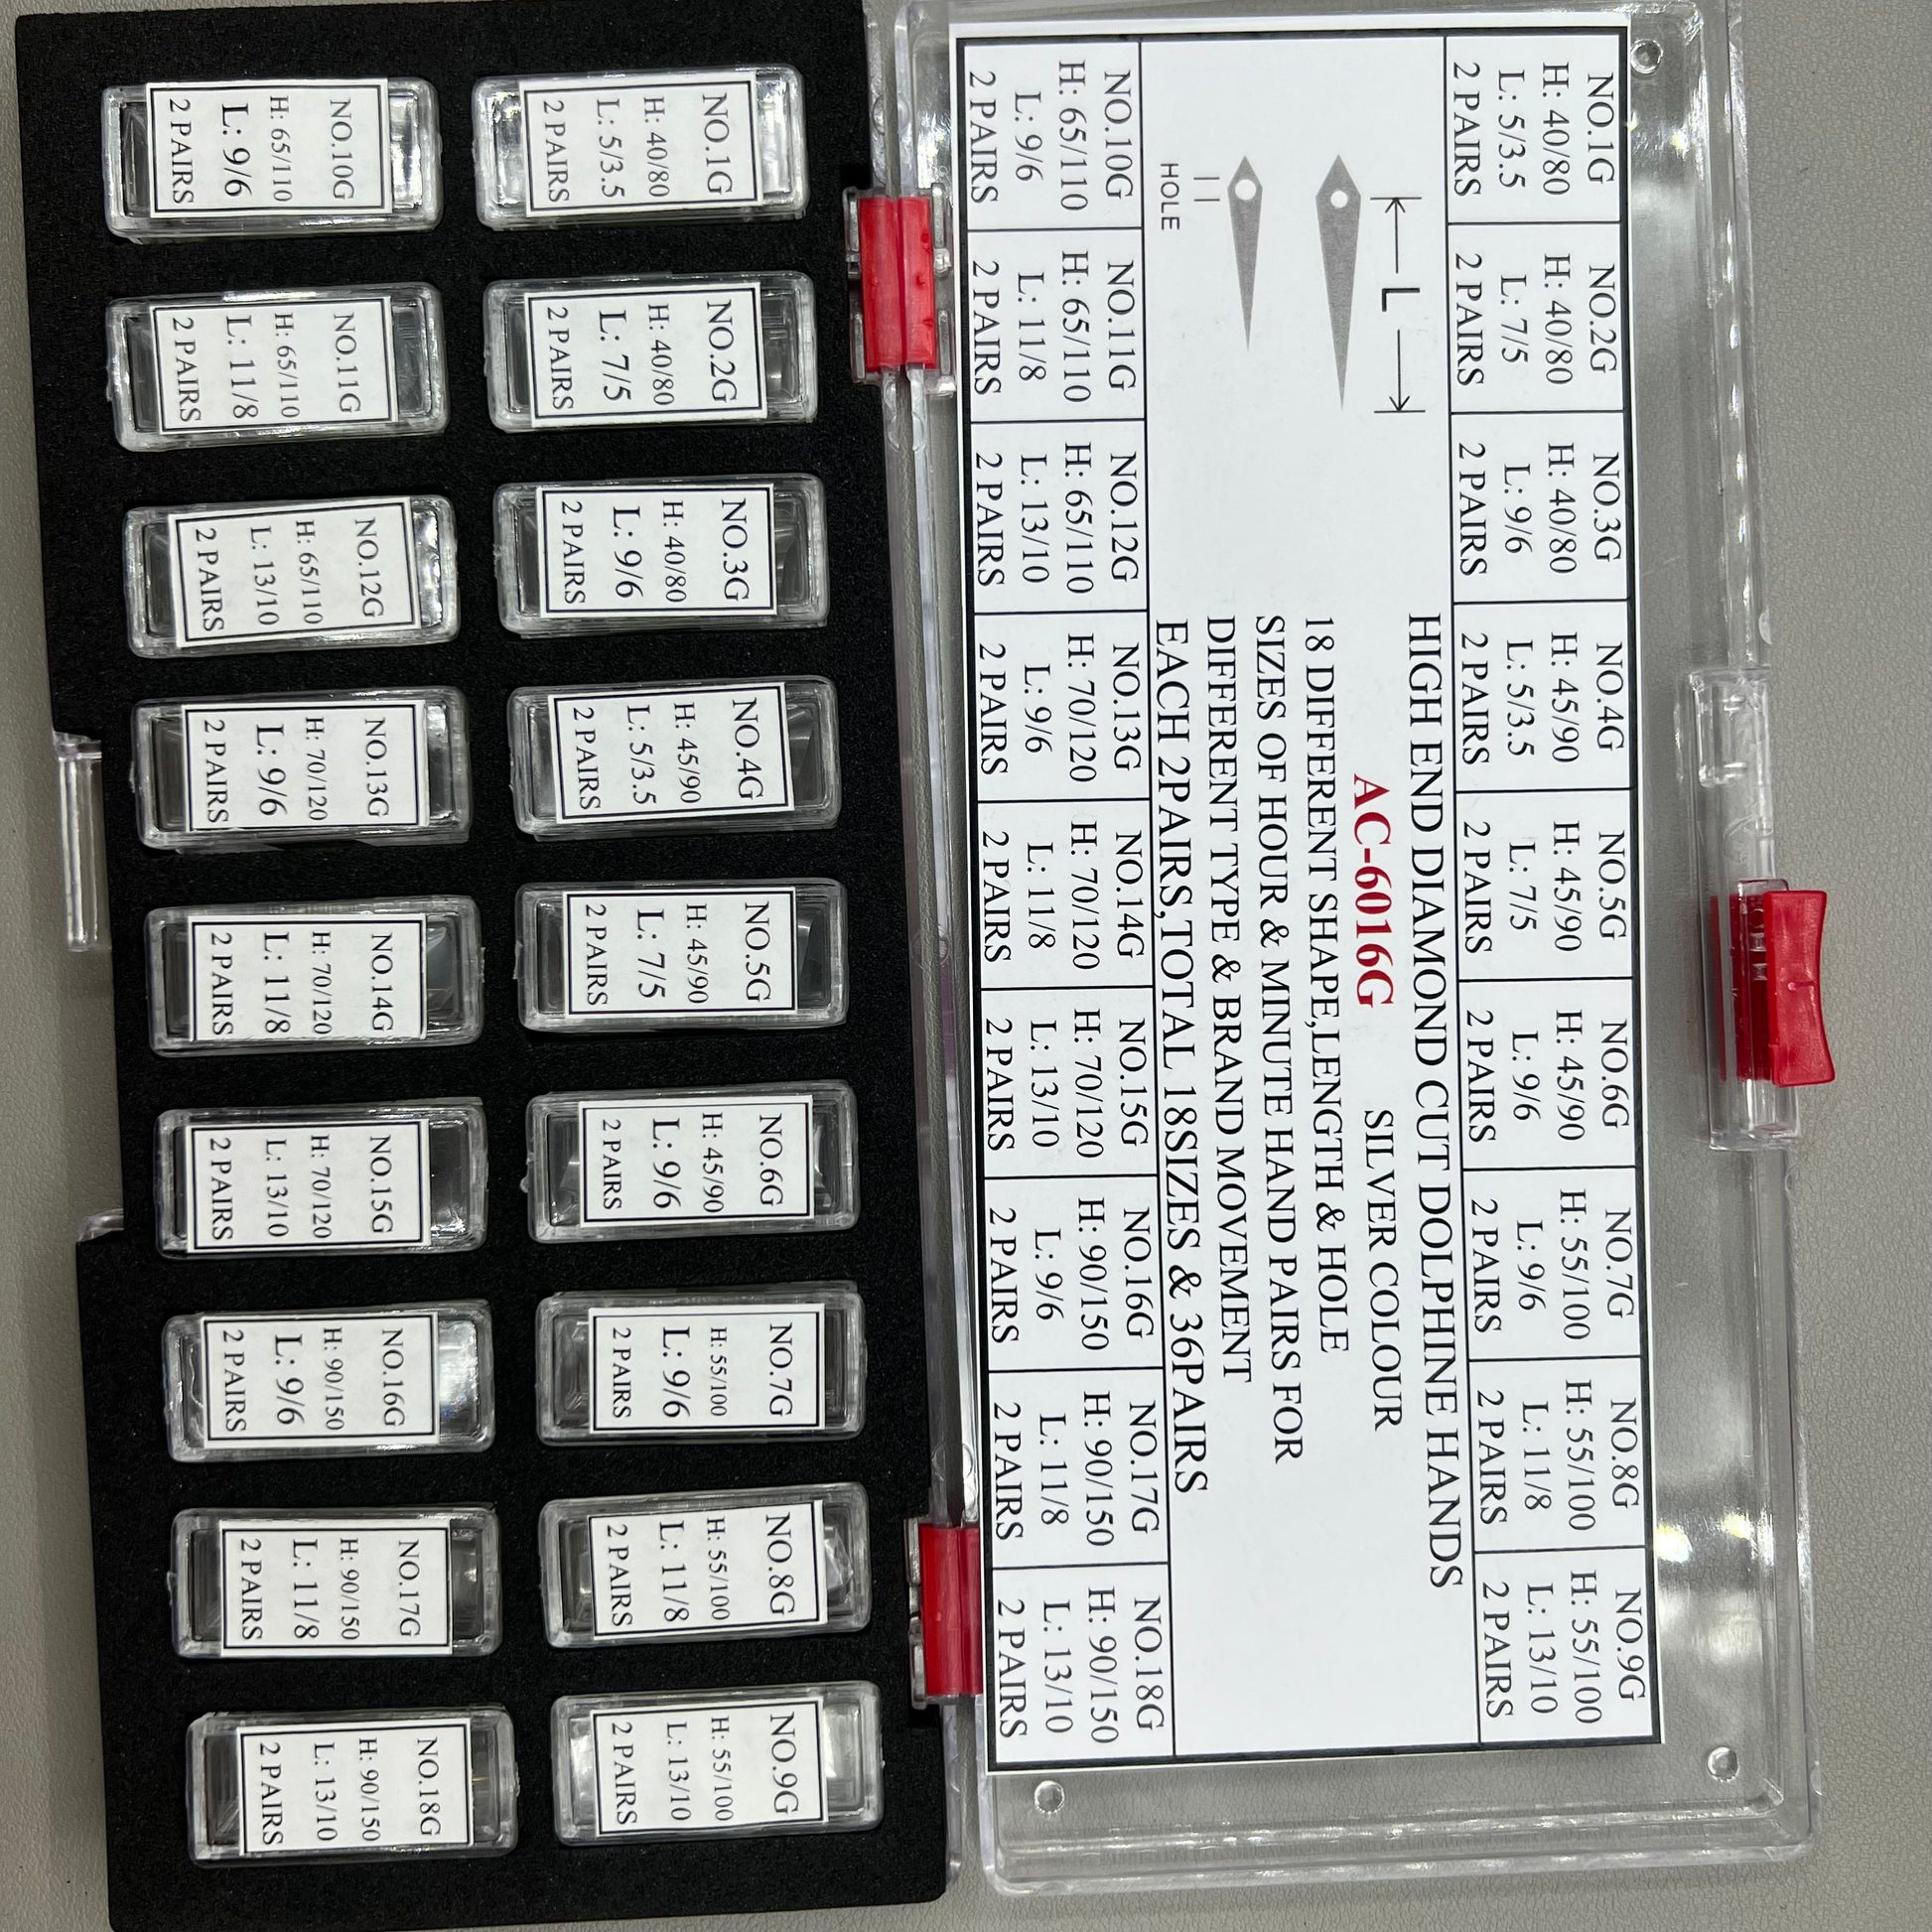 NO.1G
H: 40/80
L: 5/3.5
2 PAIRS
NO.2G
H: 40/80
L: 7/5
2 PAIRS
NO.3G
H: 40/80
L: 9/6
2 PAIRS
NO.4G
H: 45/90
L: 5/3.5
2 PAIRS
NO.5G
H: 45/90
L: 7/5
2 PAIRS
NO.6G
H: 45/90
L: 9/6
2 PAIRS
NO.7G
H: 55/100
L: 9/6
2 PAIRS
NO.8G
H: 55/100
L: 11/8
2 PAIRS
NO.9G
H: 55/100
L: 13/10
2 PAIRS
L
HOLE
HIGH END DIAMOND CUT DOLPHINE HANDS
AC-6016G SILVER COLOUR
18 DIFFERENT SHAPE,LENGTH & HOLE
SIZES OF HOUR & MINUTE HAND PAIRS FOR
DIFFERENT TYPE & BRAND MOVEMENT
EACH 2PAIRS,TOTAL 18SIZES & 36PAIRS
NO.10G
H: 65/110
L: 9/6
2 PAIRS
NO.11G
H: 65/110
L: 11/8
2 PAIRS
NO.12G
H: 65/110
L: 13/10
2 PAIRS
NO.13G
H: 70/120
L: 9/6
2 PAIRS
NO.14G
H: 70/120
L: 11/8
2 PAIRS
NO.15G
H: 70/120
L: 13/10
2 PAIRS
NO.16G
H: 90/150
L: 9/6
2 PAIRS
NO.17G
H: 90/150
L: 11/8
2 PAIRS
NO.18G
H: 90/150
L: 13/10
2 PAIRS
NO.1G
H: 40/80
L: 5/3.5
2 PAIRS
NO.2G
H: 40/80
L: 7/5
2 PAIRS
NO.3G
H: 40/80
L: 9/6
2 PAIRS
NO.4G
H: 45/90
L: 5/3.5
2 PAIRS
NO.5G
H: 45/90
L: 7/5
2 PAIRS
NO.6G
H: 45/90
L: 9/6
2 PAIRS
NO.7G
H: 55/100
L: 9/6
2 PAIRS
NO.8G
H: 55/100
L: 11/8
2 PAIRS
NO.9G
H: 55/100
L: 13/10
2 PAIRS
NO.10G
H: 65/110
L: 9/6
2 PAIRS
NO.11G
H: 65/110
L: 11/8
2 PAIRS
NO.12G
H: 65/110
L: 13/10
2 PAIRS
NO.13G
H: 70/120
L: 9/6
2 PAIRS
NO.14G
H: 70/120
L: 11/8
2 PAIRS
NO.15G
H: 70/120
L: 13/10
2 PAIRS
NO.16G
H: 90/150
L: 9/6
2 PAIRS
NO.17G
H: 90/150
L: 11/8
2 PAIRS
NO.18G
H: 90/150
L: 13/10
2 PAIRS